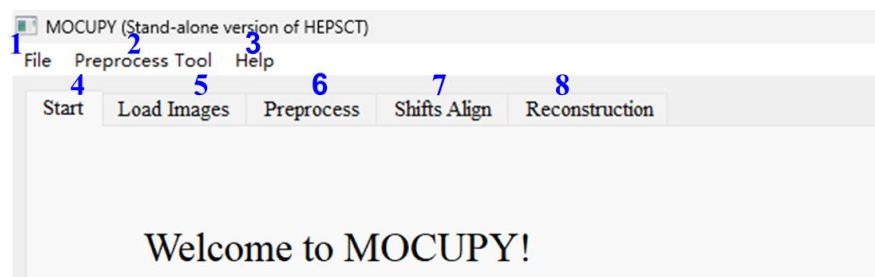 MOCUPY (Stand-alone version of HEPSCT)
1 2 3
File Preprocess Tool Help
4 5 6 7 8
Start Load Images Preprocess Shifts Align Reconstruction
Welcome to MOCUPY!